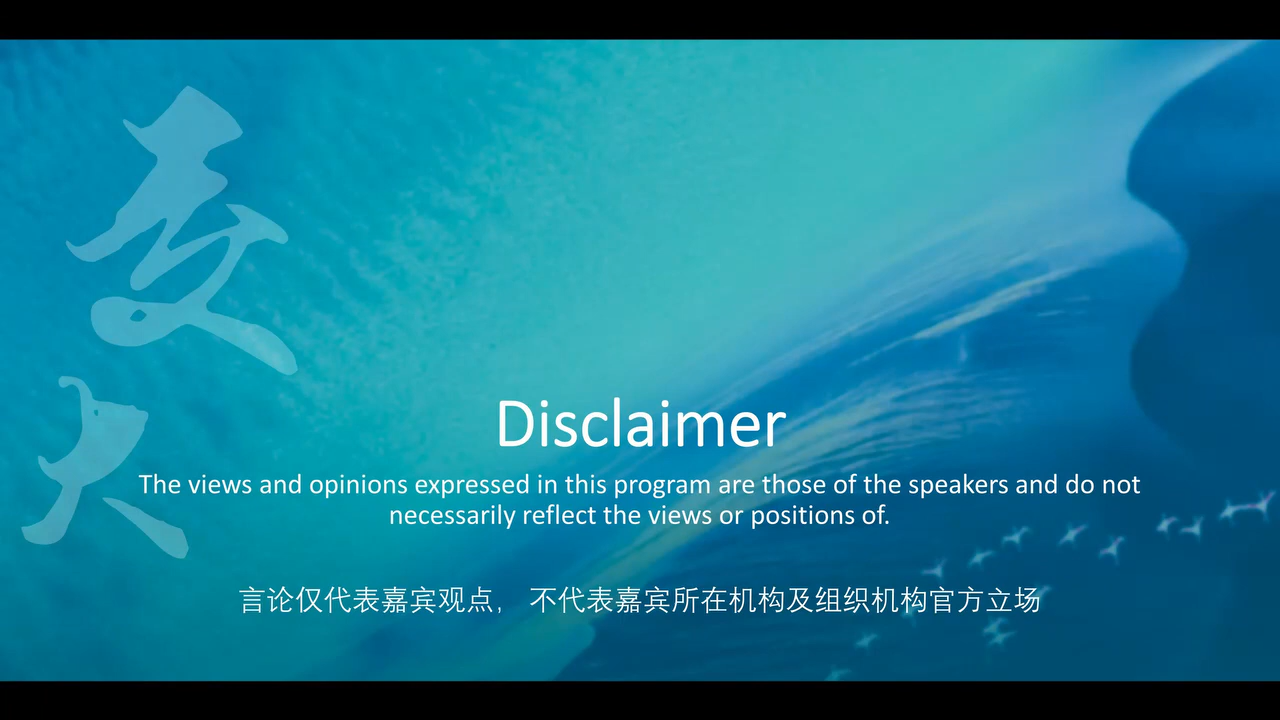 麦
大
Disclaimer
The views and opinions expressed in this program are those of the speakers and do not
necessarily reflect the views or positions of.
言论仅代表嘉宾观点， 不代表嘉宾所在机构及组织机构官方立场